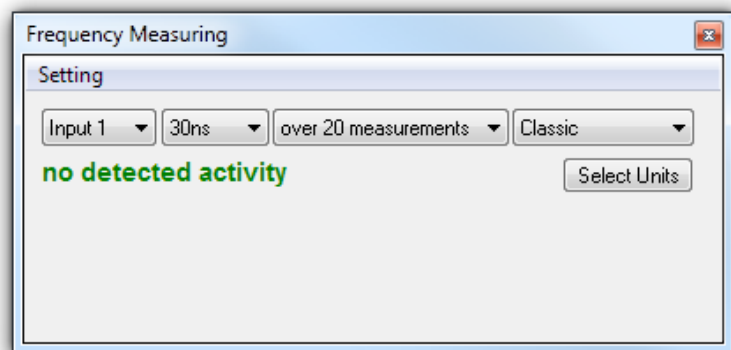 Frequency Measuring
Setting
Input 1 30ns over 20 measurements Classic
no detected activity Select Units